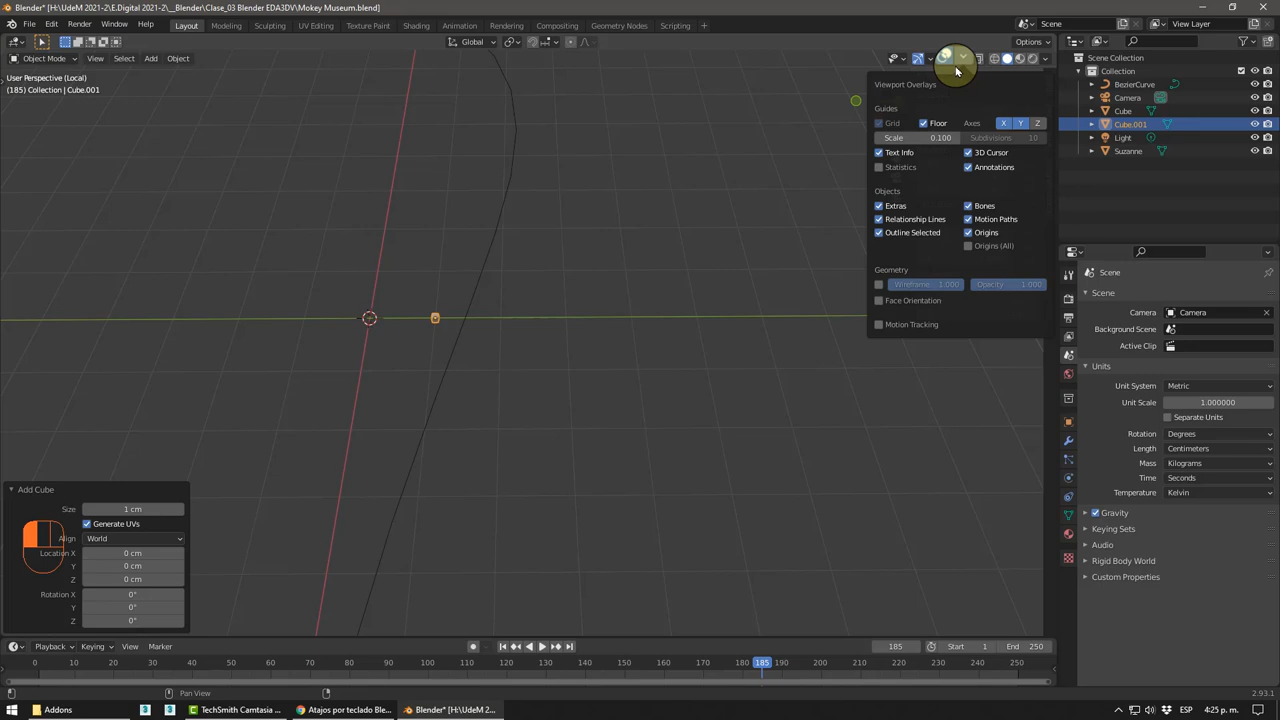 Blender* [H:\UdeM 2021-2\E.Digital 2021-2\__Blender\Clase_03 Blender EDA3DV\Mokey Museum.blend]
File Edit Render Window Help Layout Modeling Sculpting UV Editing Texture Paint Shading Animation Rendering Compositing Geometry Nodes Scripting + Scene View Layer
Global Options
Object Mode View Select Add Object
User Perspective (Local)
(185) Collection | Cube.001
Viewport Overlays
Guides
Grid Floor Axes X Y Z
Scale 0.100 Subdivisions 10
Text Info 3D Cursor
Statistics Annotations
Objects
Extras Bones
Relationship Lines Motion Paths
Outline Selected Origins
Origins (All)
Geometry
Wireframe 1.000 Opacity 1.000
Face Orientation
Motion Tracking
Scene Collection
Collection
BezierCurve
Camera
Cube
Cube.001
Light
Suzanne
Scene
Scene
Camera Camera
Background Scene
Active Clip
Units
Unit System Metric
Unit Scale 1.000000
Separate Units
Rotation Degrees
Length Centimeters
Mass Kilograms
Time Seconds
Temperature Kelvin
Gravity
Keying Sets
Audio
Rigid Body World
Custom Properties
Add Cube
Size 1 cm
Generate UVs
Align World
Location X 0 cm
Y 0 cm
Z 0 cm
Rotation X 0°
Y 0°
Z 0°
Playback Keying View Marker 185 Start 1 End 250
0 10 20 30 40 50 60 70 80 90 100 110 120 130 140 150 160 170 180 185 190 200 210 220 230 240 250
Pan View 2.93.1
Addons TechSmith Camtasia ... Atajos por teclado Ble... Blender* [H:\UdeM 2... ESP 4:25 p. m.